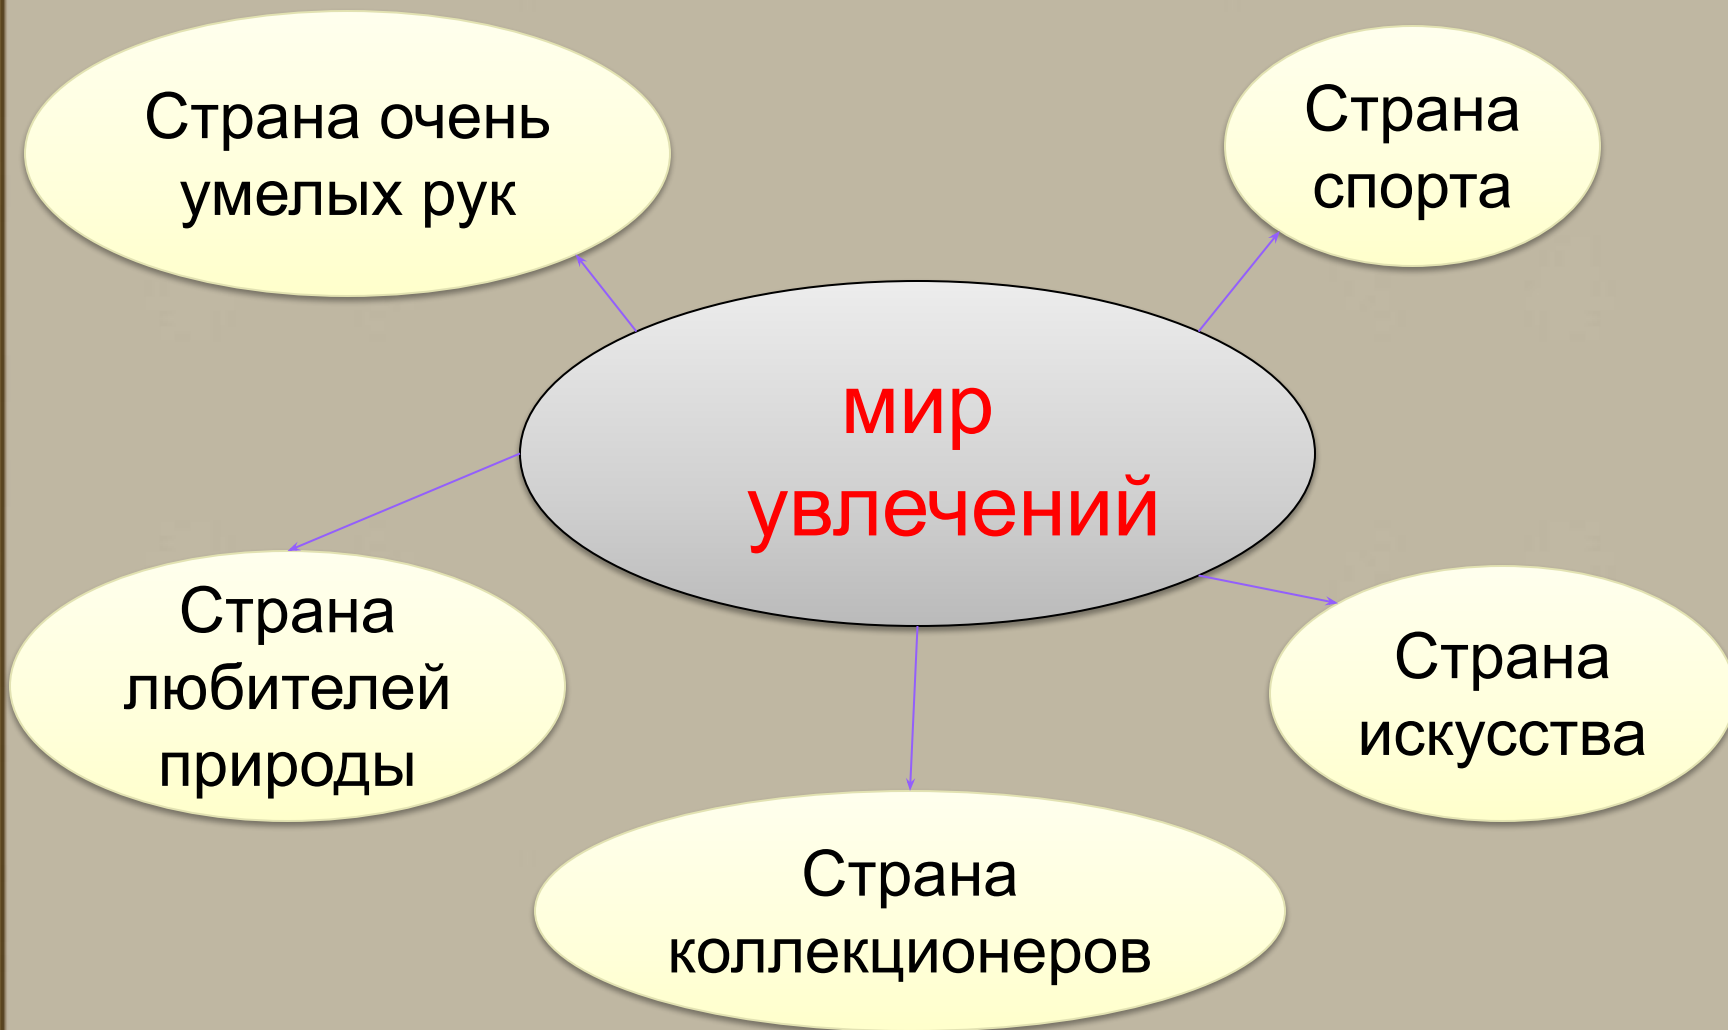 Страна очень
умелых рук
Страна
спорта
мир
увлечений
Страна
любителей
природы
Страна
искусства
Страна
коллекционеров